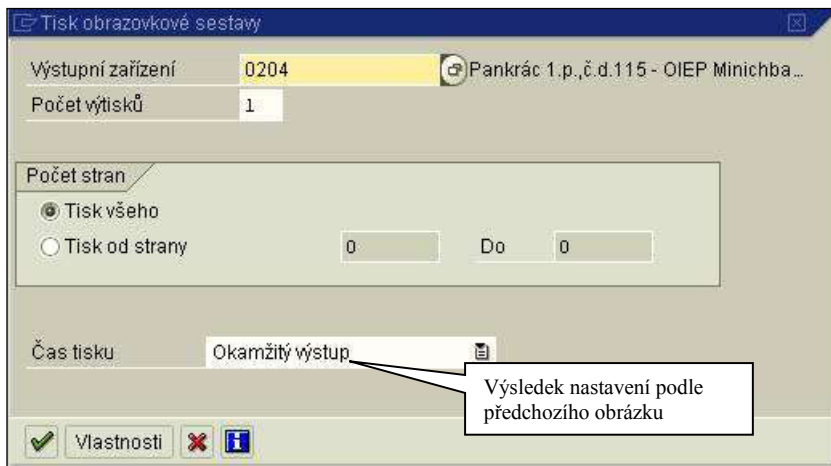 Tisk obrazovkové sestavy
Výstupní zařízení 0204 Pankrác 1.p.,č.d.115 - OIEP Minichba...
Počet výtisků 1
Počet stran
Tisk všeho
Tisk od strany 0 Do 0
Čas tisku Okamžitý výstup
Výsledek nastavení podle
předchozího obrázku
Vlastnosti